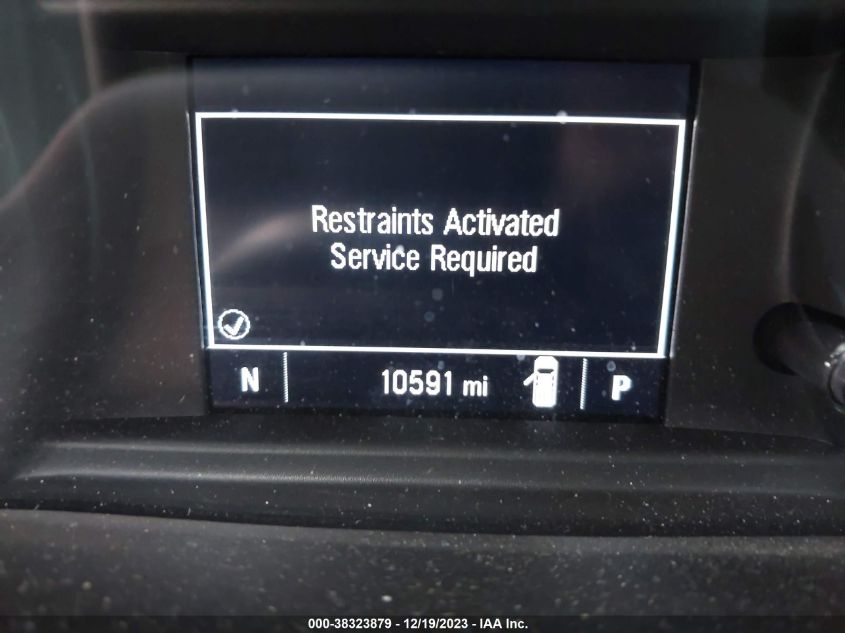 Restraints Activated
Service Required
N 10591 mi P
000-38323879 - 12/19/2023 - IAA Inc.